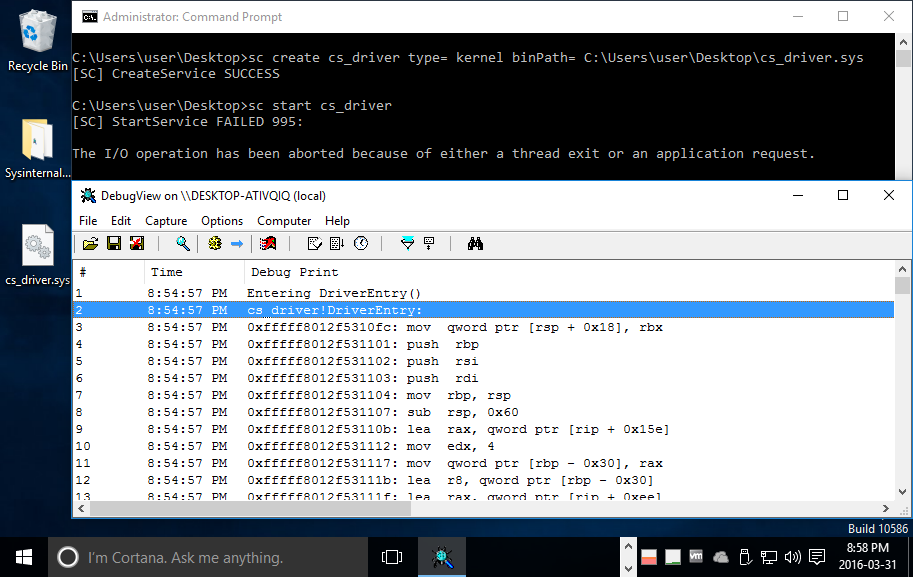 Administrator: Command Prompt
C:\Users\user\Desktop>sc create cs_driver type= kernel binPath= C:\Users\user\Desktop\cs_driver.sys
[SC] CreateService SUCCESS
C:\Users\user\Desktop>sc start cs_driver
[SC] StartService FAILED 995:
The I/O operation has been aborted because of either a thread exit or an application request.
Recycle Bin
Sysinternal...
cs_driver.sys
DebugView on \\DESKTOP-ATIVQIQ (local)
File Edit Capture Options Computer Help
# Time Debug Print
1 8:54:57 PM Entering DriverEntry()
2 8:54:57 PM cs_driver!DriverEntry:
3 8:54:57 PM 0xfffff8012f5310fc: mov qword ptr [rsp + 0x18], rbx
4 8:54:57 PM 0xfffff8012f531101: push rbp
5 8:54:57 PM 0xfffff8012f531102: push rsi
6 8:54:57 PM 0xfffff8012f531103: push rdi
7 8:54:57 PM 0xfffff8012f531104: mov rbp, rsp
8 8:54:57 PM 0xfffff8012f531107: sub rsp, 0x60
9 8:54:57 PM 0xfffff8012f53110b: lea rax, qword ptr [rip + 0x15e]
10 8:54:57 PM 0xfffff8012f531112: mov edx, 4
11 8:54:57 PM 0xfffff8012f531117: mov qword ptr [rbp - 0x30], rax
12 8:54:57 PM 0xfffff8012f53111b: lea r8, qword ptr [rbp - 0x30]
13 8:54:57 PM 0xfffff8012f53111f: lea rax, qword ptr [rip + 0xee]
Build 10586
I'm Cortana. Ask me anything.
vm
8:58 PM
2016-03-31